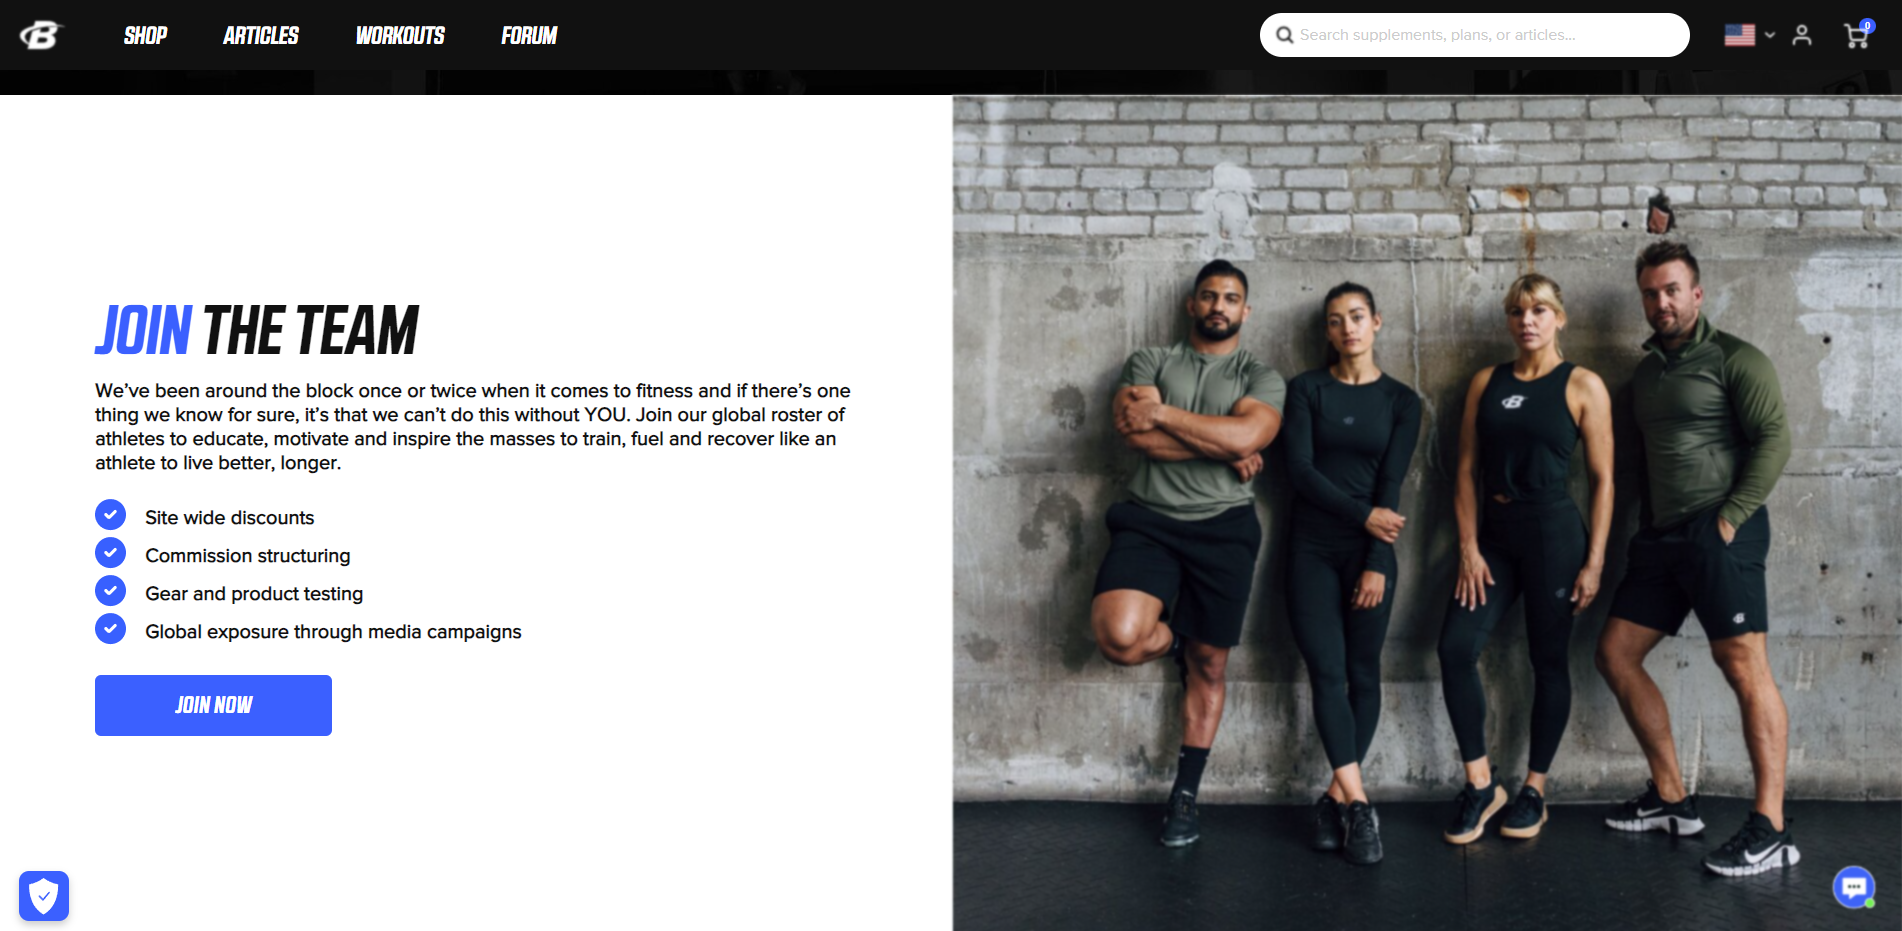 B
SHOP
ARTICLES
WORKOUTS
FORUM
Search supplements, plans, or articles...
0
JOIN THE TEAM
We’ve been around the block once or twice when it comes to fitness and if there’s one
thing we know for sure, it’s that we can’t do this without YOU. Join our global roster of
athletes to educate, motivate and inspire the masses to train, fuel and recover like an
athlete to live better, longer.
Site wide discounts
Commission structuring
Gear and product testing
Global exposure through media campaigns
JOIN NOW
B